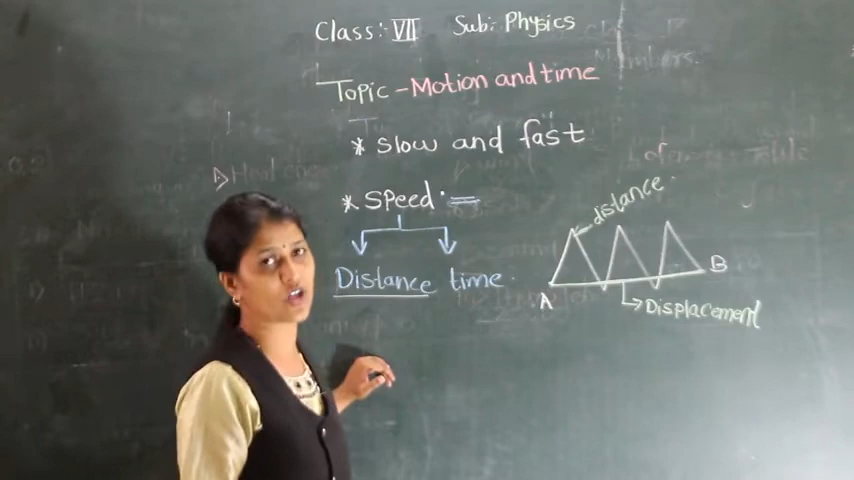 Class:- VII Sub:- Physics
Topic - Motion and time
* Slow and fast
* Speed. =
Distance time.
distance.
A
B
Displacement